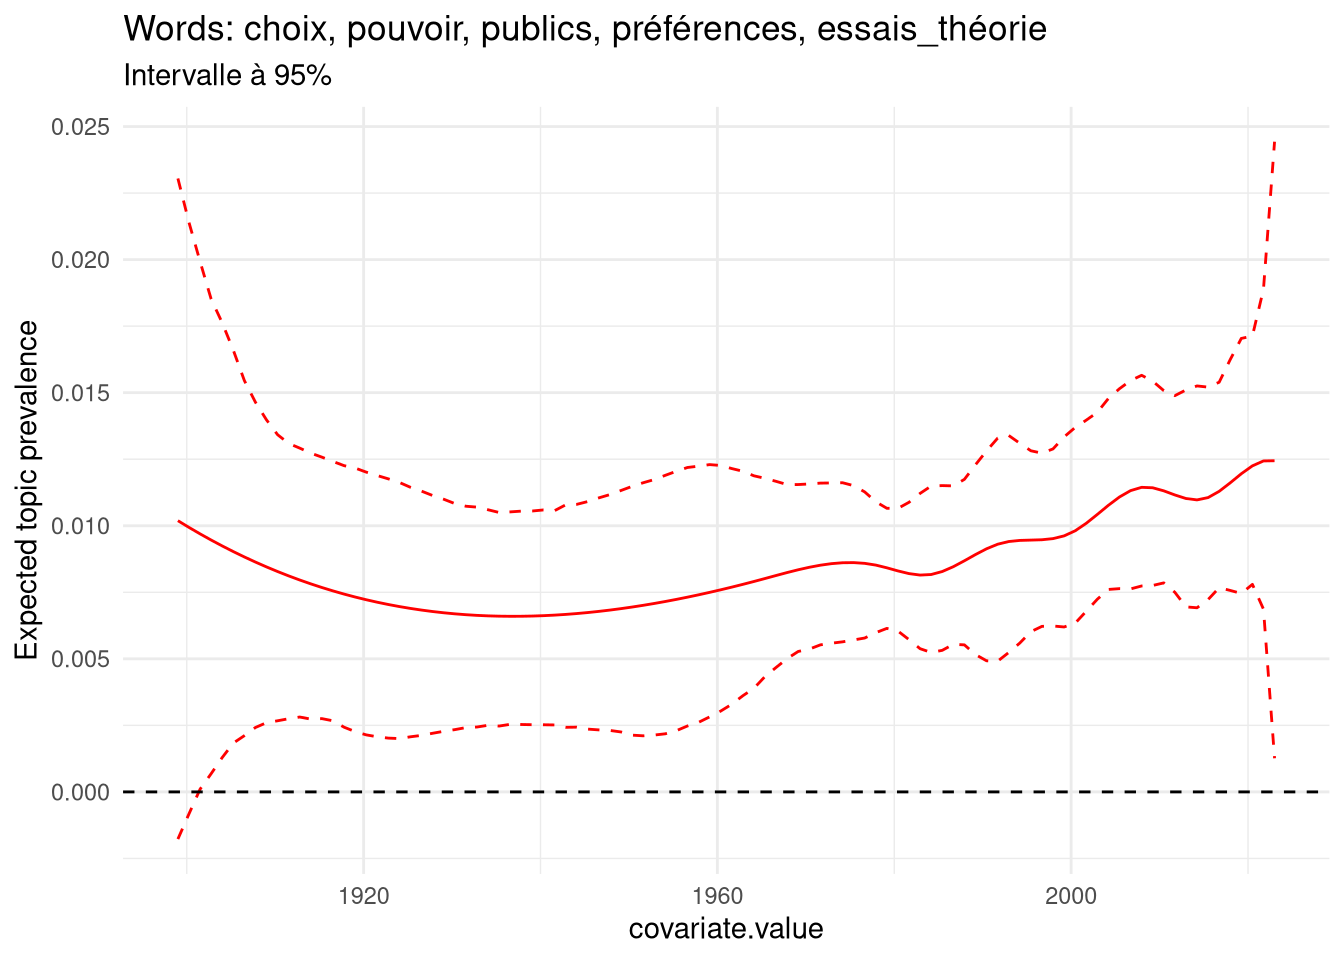 Words: choix, pouvoir, publics, préférences, essais_théorie
Intervalle à 95%
0.025
0.020
0.015
0.010
0.005
0.000
Expected topic prevalence
1920
1960
2000
covariate.value